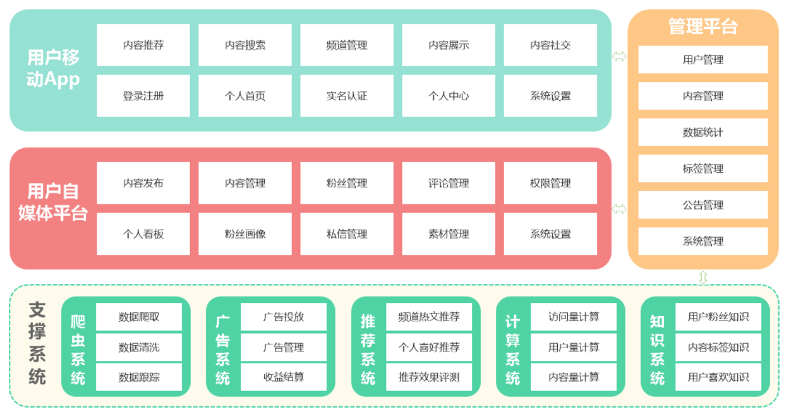 用户移
动App
内容推荐
内容搜索
频道管理
内容展示
内容社交
登录注册
个人首页
实名认证
个人中心
系统设置
用户自
媒体平台
内容发布
内容管理
粉丝管理
评论管理
权限管理
个人看板
粉丝画像
私信管理
素材管理
系统设置
管理平台
用户管理
内容管理
数据统计
标签管理
公告管理
系统管理
支撑系统
爬虫系统
数据爬取
数据清洗
数据跟踪
广告系统
广告投放
广告管理
收益结算
推荐系统
频道热文推荐
个人喜好推荐
推荐效果评测
计算系统
访问量计算
用户量计算
内容量计算
知识系统
用户粉丝知识
内容标签知识
用户喜欢知识